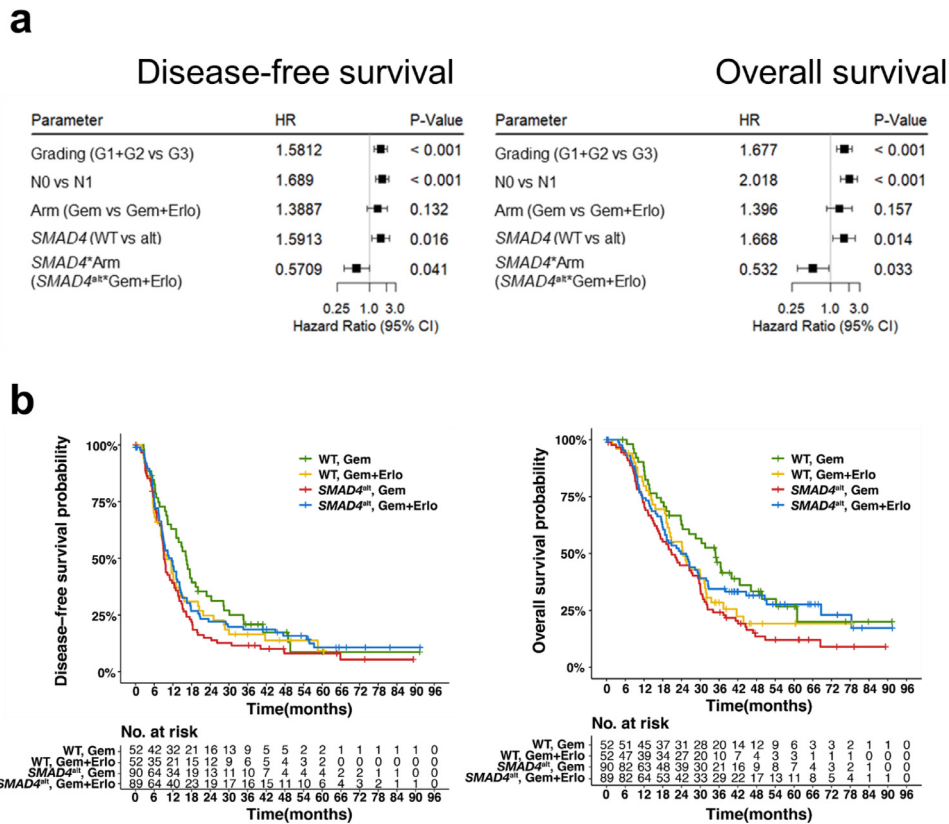 a
Disease-free survival
Parameter HR P-Value
Grading (G1+G2 vs G3) 1.5812 < 0.001
N0 vs N1 1.689 < 0.001
Arm (Gem vs Gem+Erlo) 1.3887 0.132
SMAD4 (WT vs alt) 1.5913 0.016
SMAD4*Arm
(SMAD4alt*Gem+Erlo) 0.5709 0.041
0.25 1.0 3.0
Hazard Ratio (95% CI)
Overall survival
Parameter HR P-Value
Grading (G1+G2 vs G3) 1.677 < 0.001
N0 vs N1 2.018 < 0.001
Arm (Gem vs Gem+Erlo) 1.396 0.157
SMAD4 (WT vs alt) 1.668 0.014
SMAD4*Arm
(SMAD4alt*Gem+Erlo) 0.532 0.033
0.25 1.0 3.0
Hazard Ratio (95% CI)
b
Disease-free survival probability
100%
75%
50%
25%
0%
WT, Gem
WT, Gem+Erlo
SMAD4alt, Gem
SMAD4alt, Gem+Erlo
0 6 12 18 24 30 36 42 48 54 60 66 72 78 84 90 96
Time(months)
No. at risk
WT, Gem 52 42 32 21 16 13 9 5 5 2 2 1 1 1 1 1 0
WT, Gem+Erlo 52 35 21 15 12 9 6 5 4 3 2 0 0 0 0 0 0
SMAD4alt, Gem 90 64 34 19 13 11 10 7 4 4 4 2 2 1 1 0 0
SMAD4alt, Gem+Erlo 89 64 40 23 19 17 16 15 11 10 6 4 3 2 1 1 0
0 6 12 18 24 30 36 42 48 54 60 66 72 78 84 90 96
Time(months)
Overall survival probability
100%
75%
50%
25%
0%
WT, Gem
WT, Gem+Erlo
SMAD4alt, Gem
SMAD4alt, Gem+Erlo
0 6 12 18 24 30 36 42 48 54 60 66 72 78 84 90 96
Time(months)
No. at risk
WT, Gem 52 51 45 37 31 28 20 14 12 9 6 3 3 2 1 1 0
WT, Gem+Erlo 52 47 39 34 27 20 10 7 4 3 3 1 1 1 0 0 0
SMAD4alt, Gem 90 82 63 48 39 30 21 16 9 8 7 4 3 2 1 0 0
SMAD4alt, Gem+Erlo 89 82 64 53 42 33 29 22 17 13 11 8 5 4 1 1 0
0 6 12 18 24 30 36 42 48 54 60 66 72 78 84 90 96
Time(months)